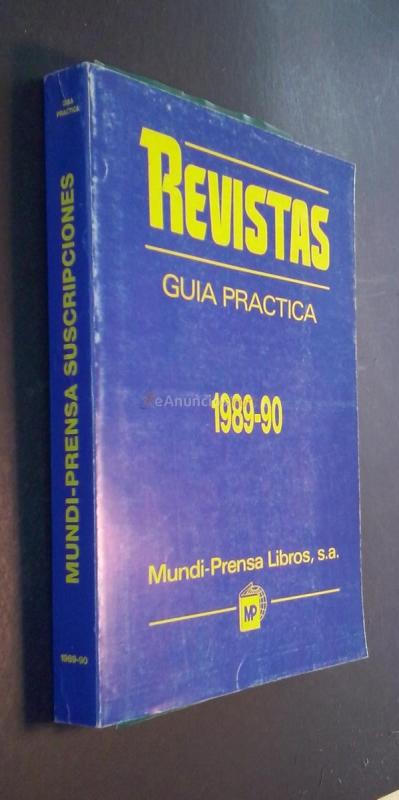 GUIA
PRACTICA
MUNDI-PRENSA SUSCRIPCIONES
1989-90
REVISTAS
GUIA PRACTICA
1989-90
Mundi-Prensa Libros, s.a.
MP